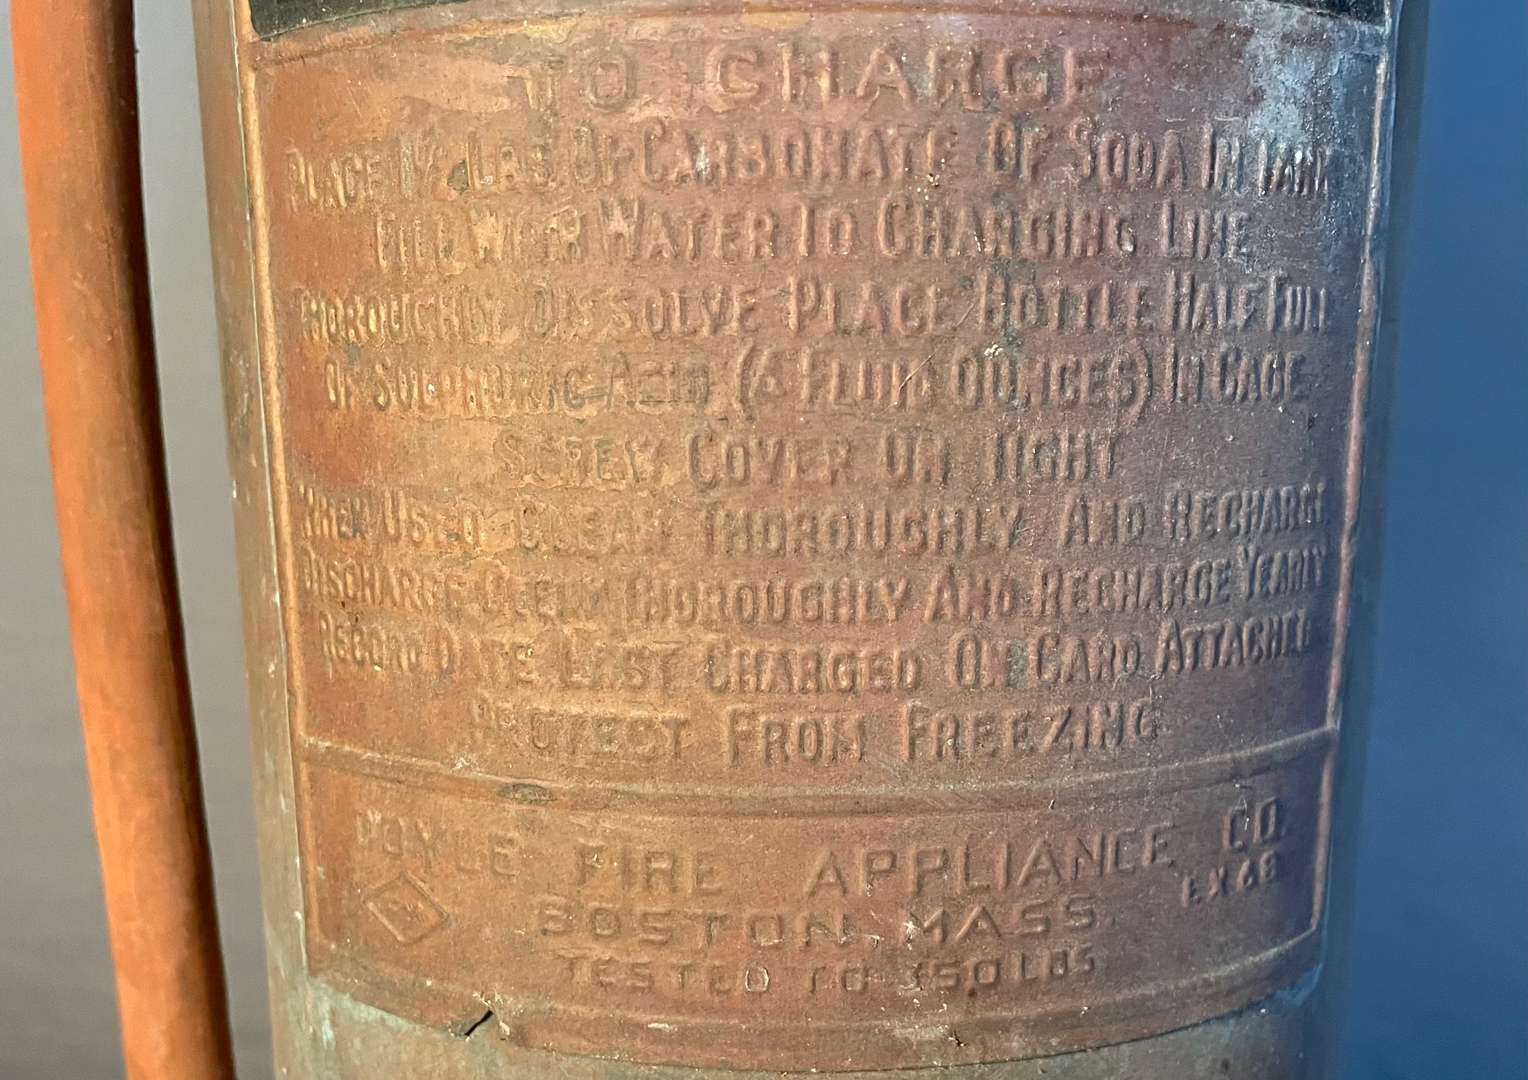 TO CHARGE
PLACE 1½ LBS. OF CARBONATE OF SODA IN TANK
FILL WITH WATER TO CHARGING LINE
THOROUGHLY DISSOLVE PLACE BOTTLE HALF FULL
OF SULPHURIC ACID (4 FLUID OUNCES) IN CAGE
SCREW COVER ON TIGHT
WHEN USED CLEAN THOROUGHLY AND RECHARGE
DISCHARGE CLEAN THOROUGHLY AND RECHARGE YEARLY
RECORD DATE LAST CHARGED ON CARD ATTACHED
PROTECT FROM FREEZING
DOYLE FIRE APPLIANCE CO.
EX68
BOSTON, MASS.
TESTED TO 350 LBS